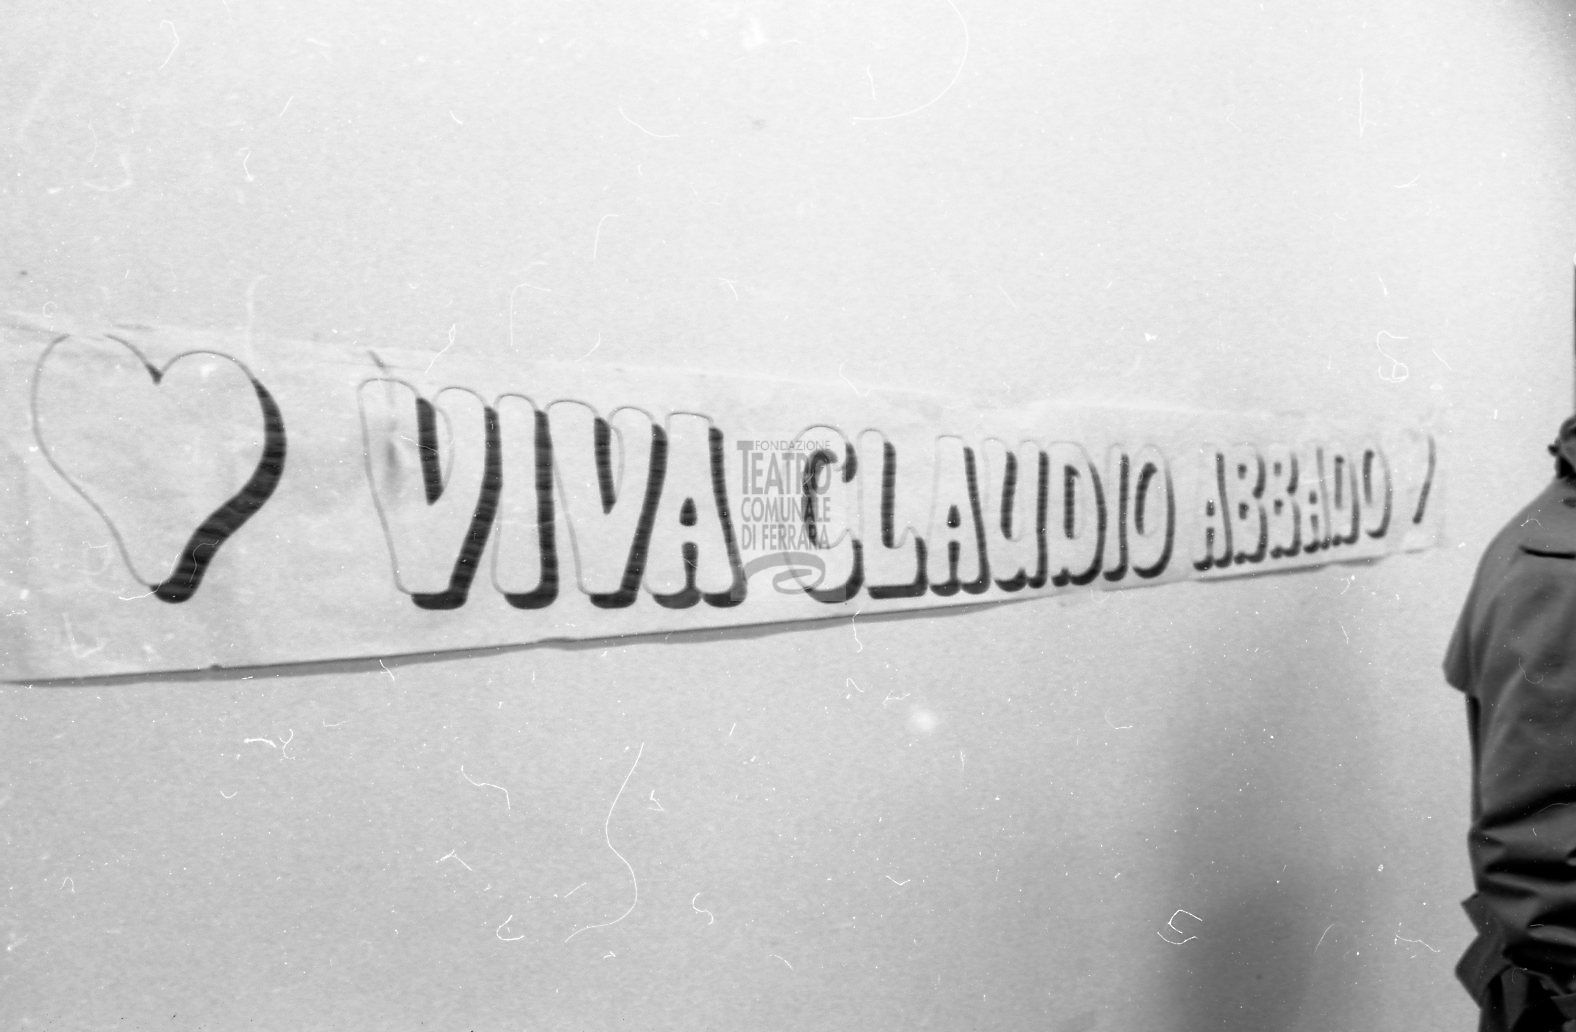 VIVA CLAUDIO ABBADO
FONDAZIONE
TEATRO
COMUNALE
DI FERRARA